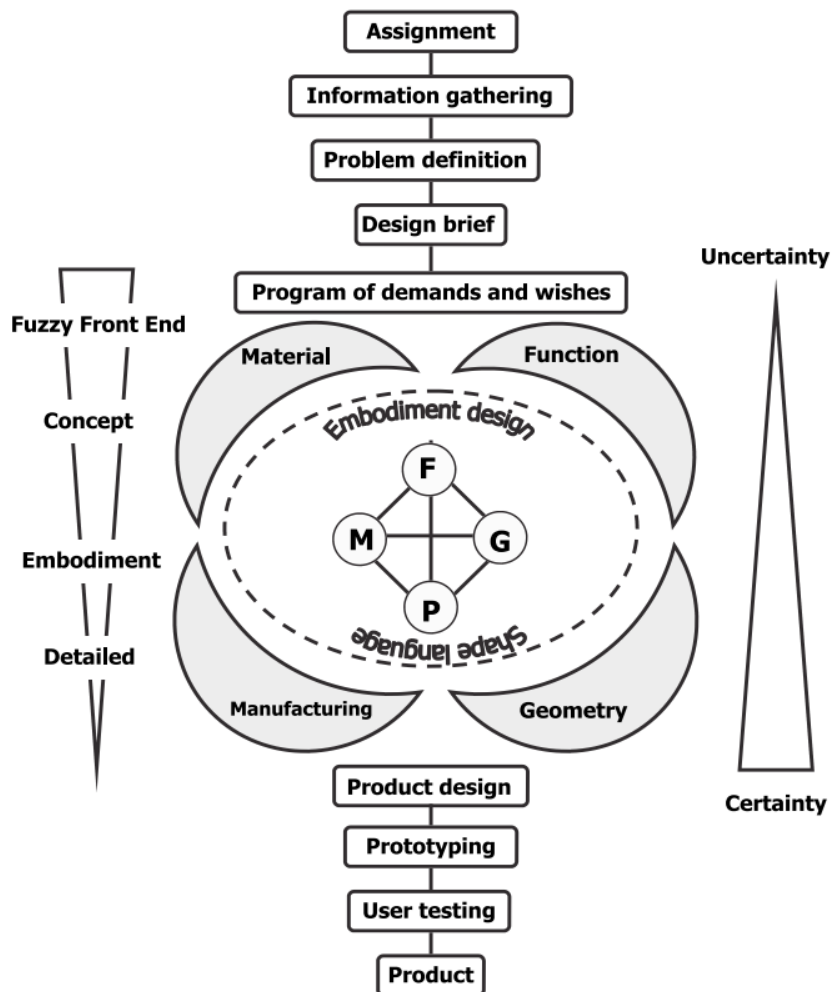 Assignment
Information gathering
Problem definition
Design brief
Uncertainty
Program of demands and wishes
Fuzzy Front End
Material
Function
Concept
Embodiment design
F
M
G
Embodiment
P
Shape language
Detailed
Manufacturing
Geometry
Product design
Certainty
Prototyping
User testing
Product